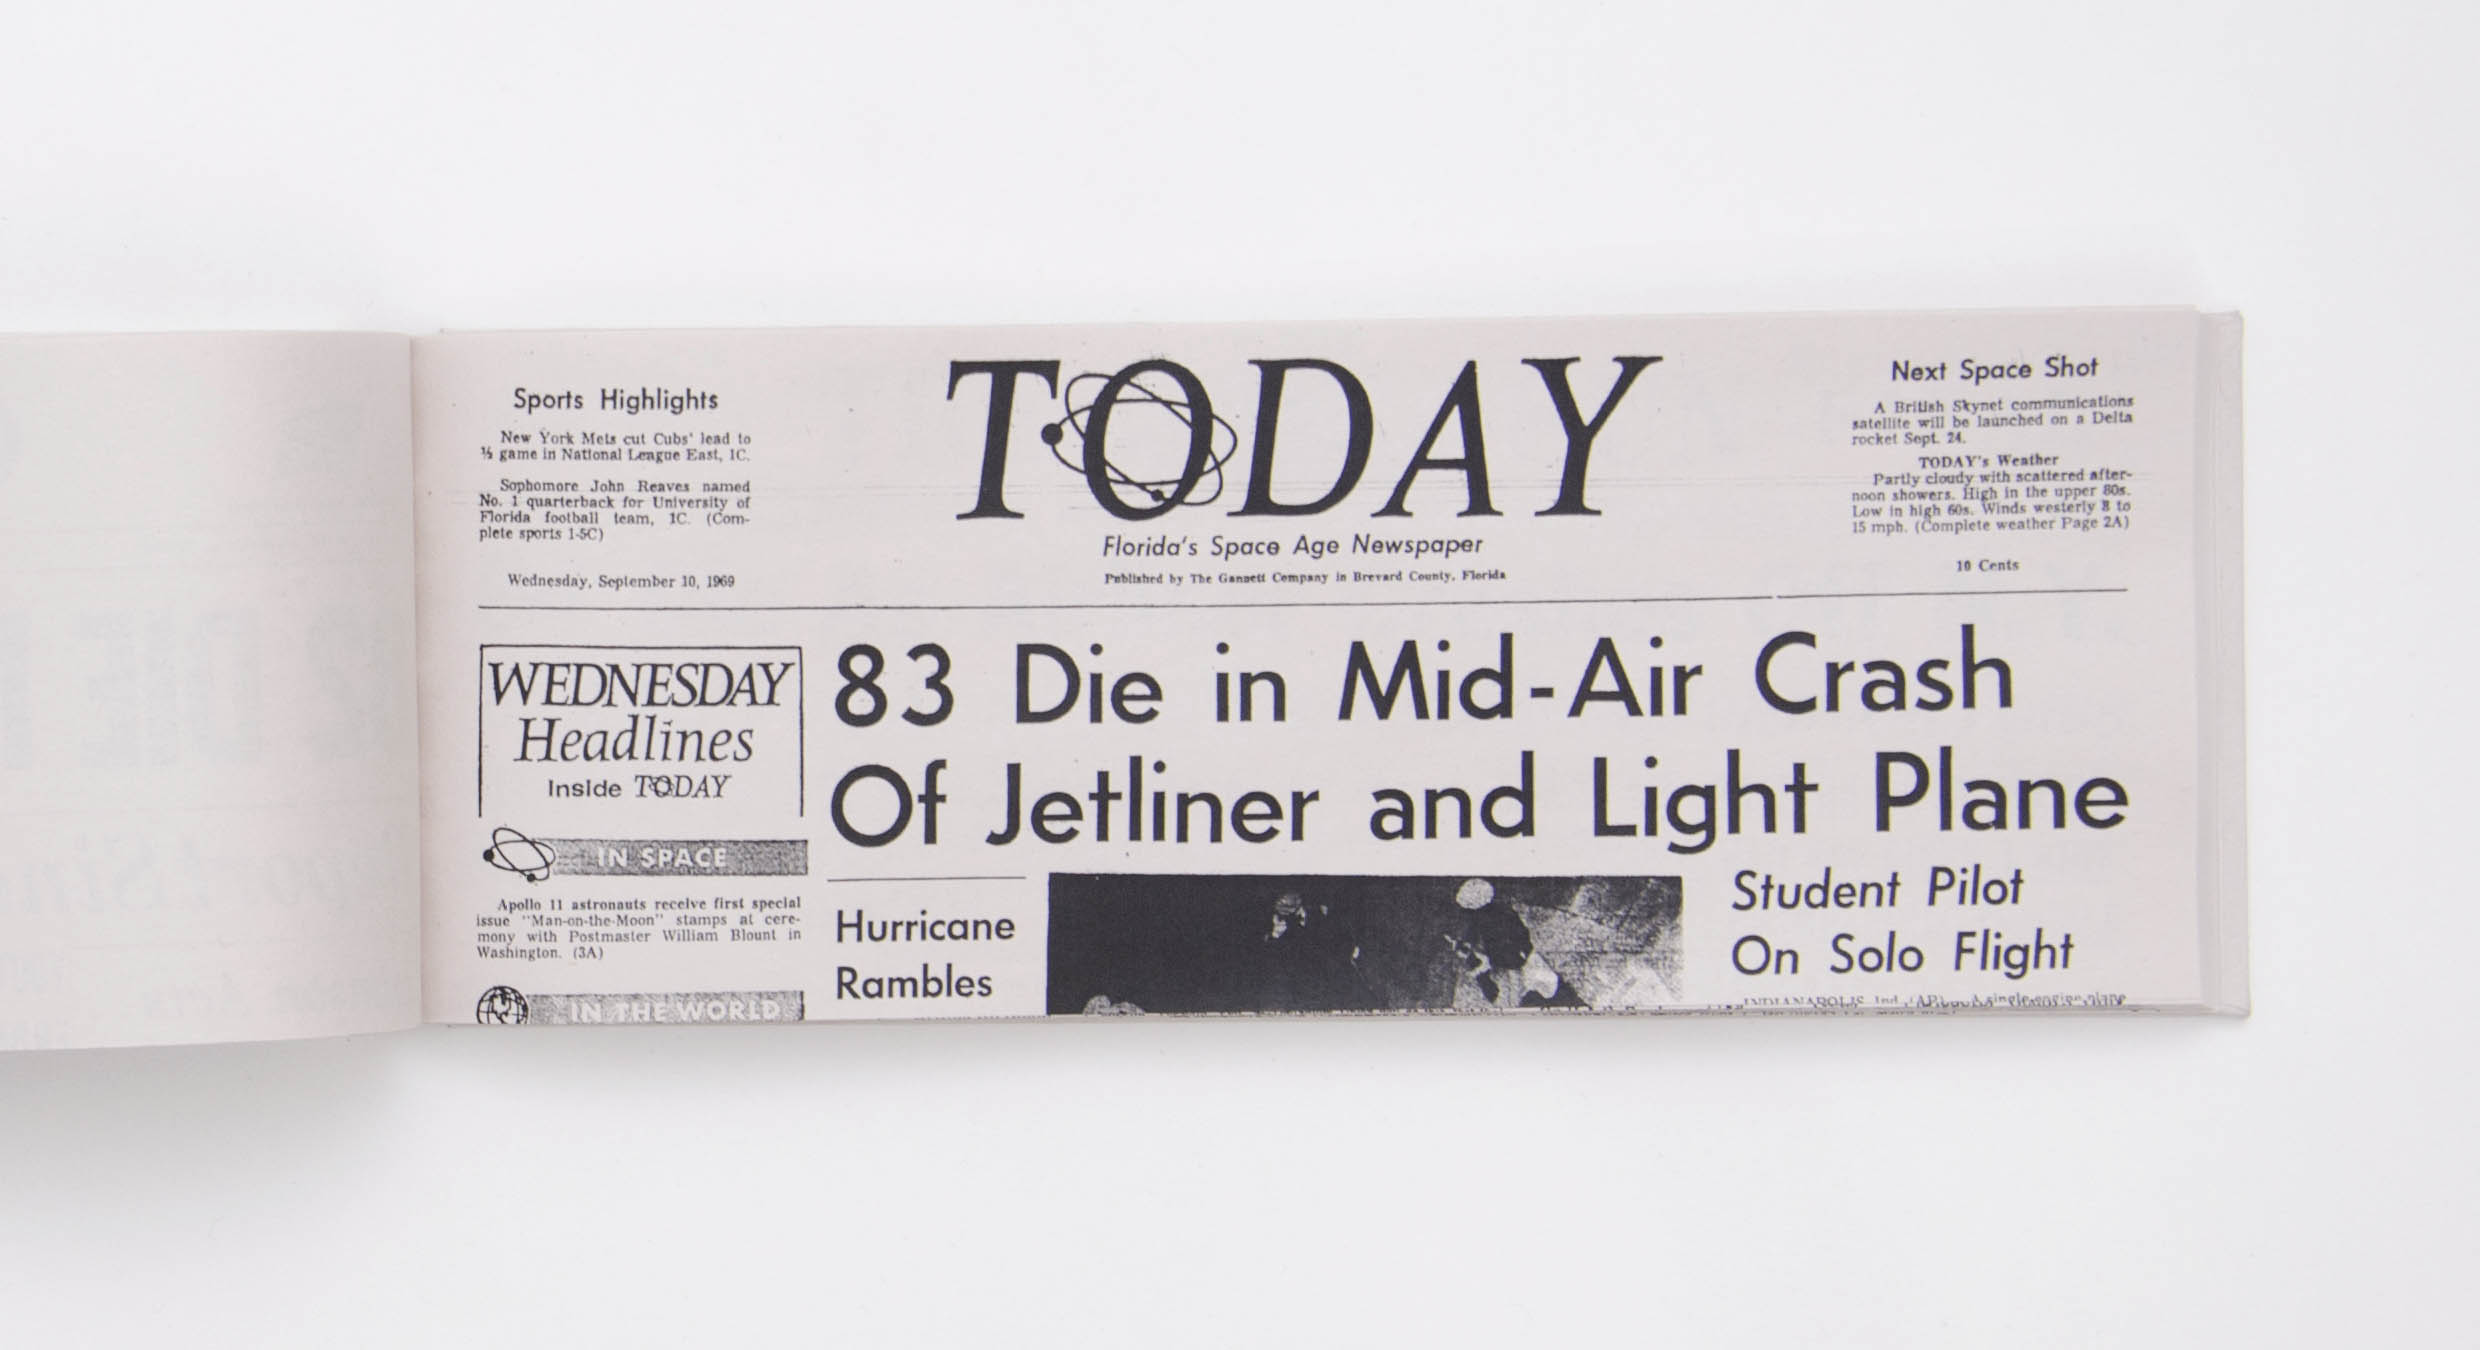 Sports Highlights
New York Mets cut Cubs' lead to
½ game in National League East, 1C.
Sophomore John Reaves named
No. 1 quarterback for University of
Florida football team, 1C. (Com-
plete sports 1-5C)
Wednesday, September 10, 1969
TODAY
Florida's Space Age Newspaper
Published by The Gannett Company in Brevard County, Florida
Next Space Shot
A British Skynet communications
satellite will be launched on a Delta
rocket Sept. 24.
TODAY's Weather
Partly cloudy with scattered after-
noon showers. High in the upper 80s.
Low in high 60s. Winds westerly 8 to
15 mph. (Complete weather Page 2A)
10 Cents
WEDNESDAY
Headlines
Inside TODAY
IN SPACE
Apollo 11 astronauts receive first special
issue "Man-on-the-Moon" stamps at cere-
mony with Postmaster William Blount in
Washington. (3A)
IN THE WORLD
83 Die in Mid-Air Crash
Of Jetliner and Light Plane
Hurricane
Rambles
Student Pilot
On Solo Flight
INDIANAPOLIS, Ind. (AP)